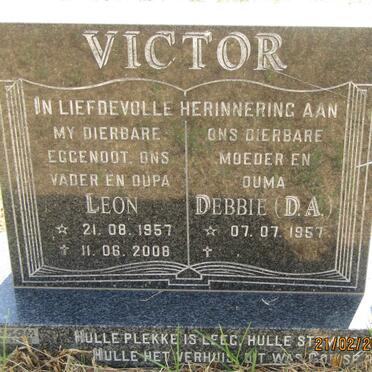 VICTOR
IN LIEFDEVOLLE HERINNERING AAN
MY DIERBARE
EGGENOOT, ONS
VADER EN OUPA
LEON
☆ 21.08.1957
✝ 11.06.2008
ONS DIERBARE
MOEDER EN
OUMA
DEBBIE (D.A.)
☆ 07.07.1957
✝
HULLE PLEKKE IS LEEG, HULLE
HULLE HET VERHUIS, DIT WAS
21/02/2